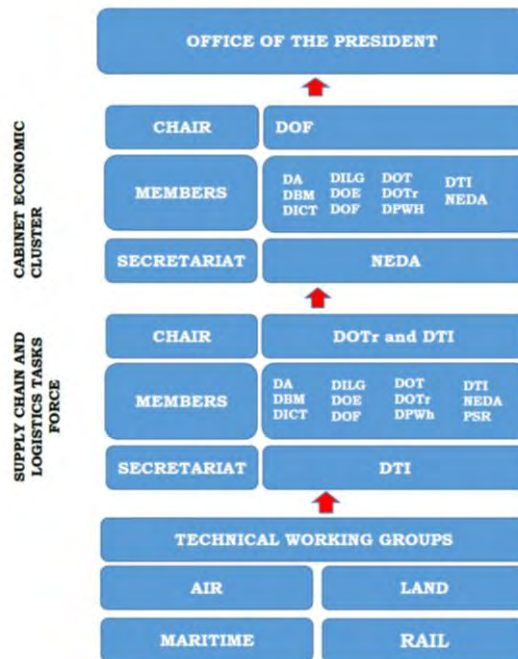 OFFICE OF THE PRESIDENT
CABINET ECONOMIC
CLUSTER
CHAIR
DOF
MEMBERS
DA DILG DOT DTI
DBM DOE DOTr NEDA
DICT DOF DPWH
SECRETARIAT
NEDA
SUPPLY CHAIN AND
LOGISTICS TASKS
FORCE
CHAIR
DOTr and DTI
MEMBERS
DA DILG DOT DTI
DBM DOE DOTr NEDA
DICT DOF DPWh PSR
SECRETARIAT
DTI
TECHNICAL WORKING GROUPS
AIR
LAND
MARITIME
RAIL